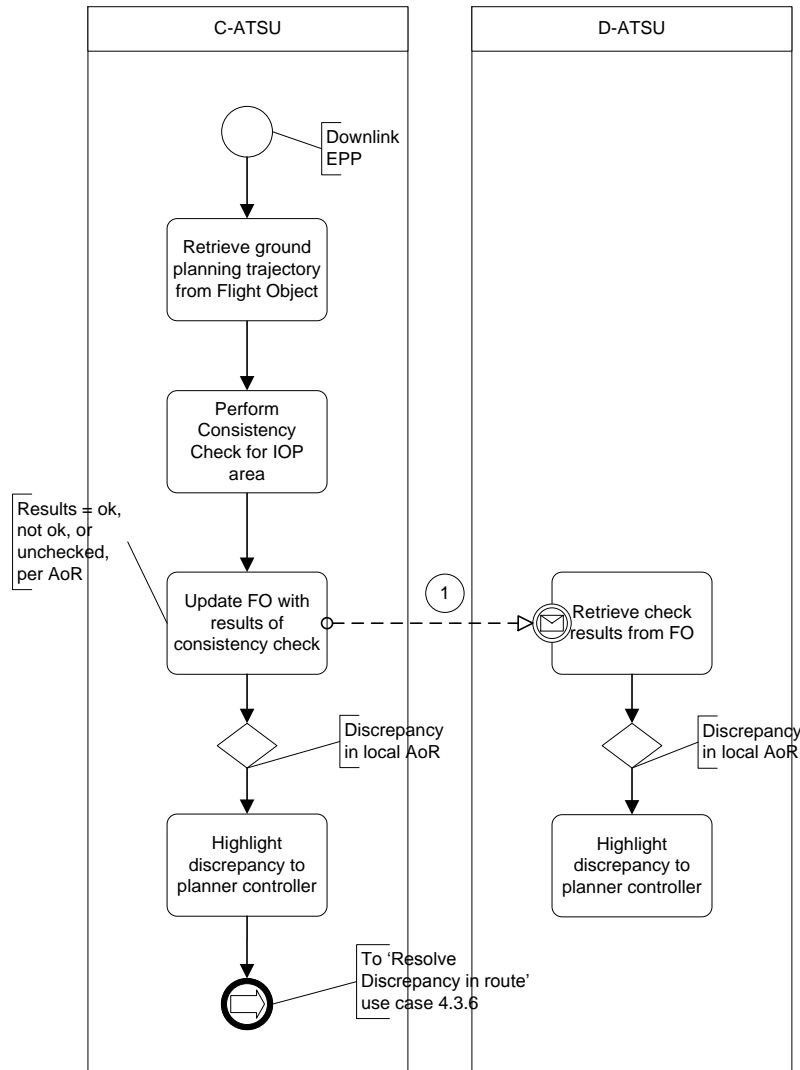 C-ATSU
D-ATSU
Downlink
EPP
Retrieve ground
planning trajectory
from Flight Object
Perform
Consistency
Check for IOP
area
Results = ok,
not ok, or
unchecked,
per AoR
Update FO with
results of
consistency check
1
Retrieve check
results from FO
Discrepancy
in local AoR
Discrepancy
in local AoR
Highlight
discrepancy to
planner controller
Highlight
discrepancy to
planner controller
To ‘Resolve
Discrepancy in route’
use case 4.3.6